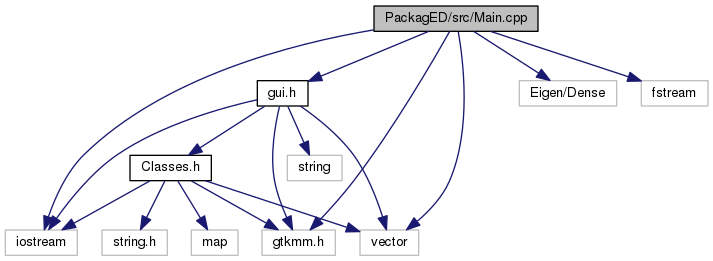 PackagED/src/Main.cpp
gui.h
Eigen/Dense
fstream
Classes.h
string
iostream
string.h
map
gtkmm.h
vector